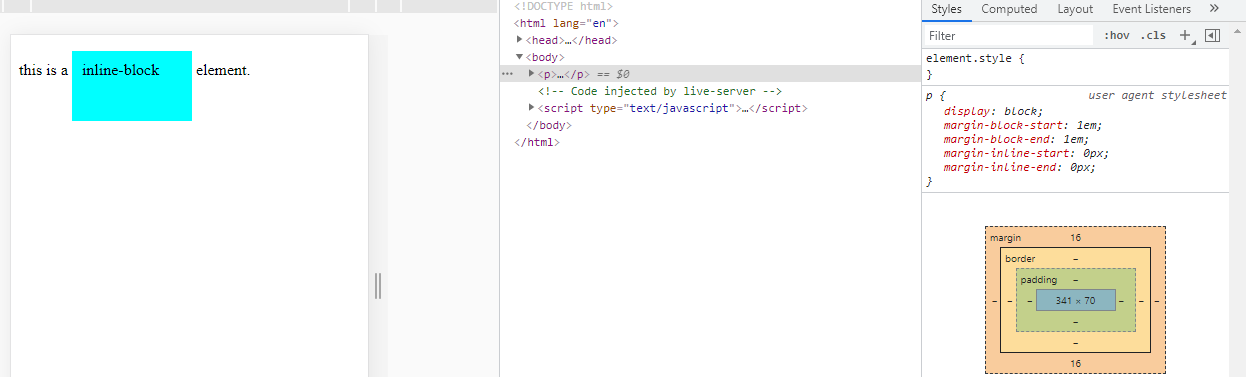 this is a inline-block element.
<!DOCTYPE html>
<html lang="en">
<head>…</head>
<body>
<p>…</p> == $0
<!-- Code injected by live-server -->
<script type="text/javascript">…</script>
</body>
</html>
Styles Computed Layout Event Listeners »
Filter :hov .cls +
element.style {
}
p { user agent stylesheet
display: block;
margin-block-start: 1em;
margin-block-end: 1em;
margin-inline-start: 0px;
margin-inline-end: 0px;
}
margin 16
border –
padding –
– – – 341 × 70 – – –
–
–
16